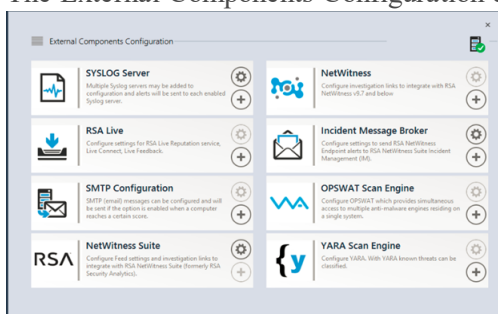 The External Components Configuration
External Components Configuration
SYSLOG Server
Multiple Syslog servers may be added to
configuration and alerts will be sent to each enabled
Syslog server.
NetWitness
Configure investigation links to integrate with RSA
NetWitness v9.7 and below
RSA Live
Configure settings for RSA Live Reputation service,
Live Connect, Live Feedback.
Incident Message Broker
Configure settings to send RSA NetWitness
Endpoint alerts to RSA NetWitness Suite Incident
Management (IM).
SMTP Configuration
SMTP (email) messages can be configured and will
be sent if the option is enabled when a computer
reaches a certain score.
OPSWAT Scan Engine
Configure OPSWAT which provides simultaneous
access to multiple anti-malware engines residing on
a single system.
RSA
NetWitness Suite
Configure Feed settings and investigation links to
integrate with RSA NetWitness Suite (formerly RSA
Security Analytics).
{y
YARA Scan Engine
Configure YARA. With YARA known threats can be
classified.